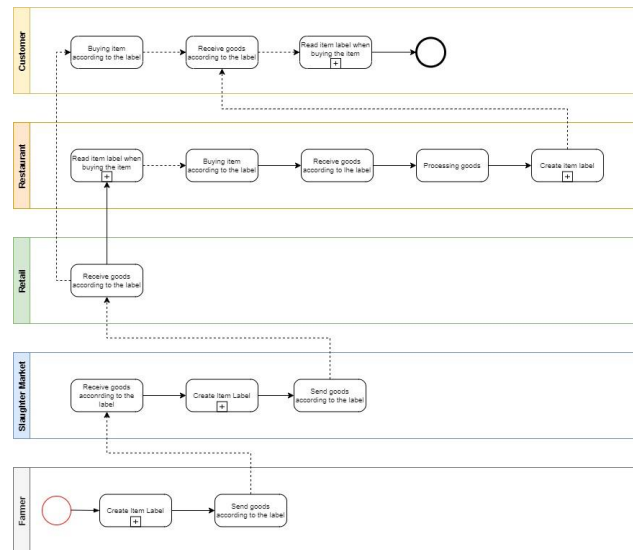 Customer
Buying item
according to the label
Receive goods
according to the label
Read item label when
buying the item
Restaurant
Read item label when
buying the item
Buying item
according to the label
Receive goods
according to lhe label
Processing goods
Create item label
Retail
Receive goods
according to the label
Slaughter Market
Receive goods
acconrding to the
label
Create Item Label
Send goods
according to the label
Farmer
Create Item Label
Send goods
according to the label